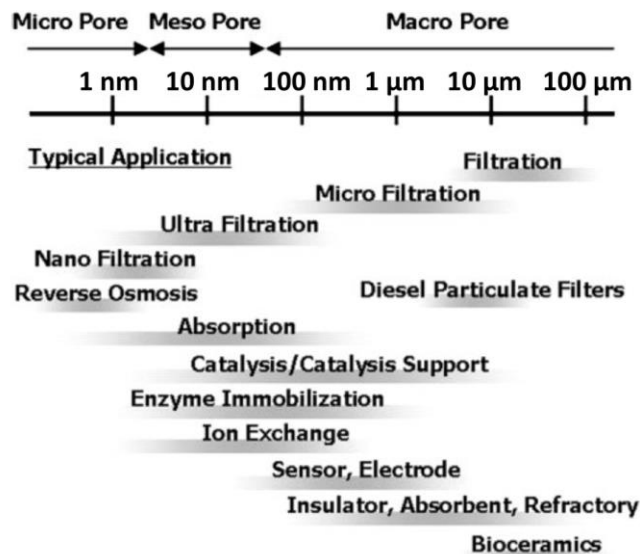 Micro Pore Meso Pore Macro Pore
1 nm 10 nm 100 nm 1 µm 10 µm 100 µm
Typical Application
Filtration
Micro Filtration
Ultra Filtration
Nano Filtration
Reverse Osmosis Diesel Particulate Filters
Absorption
Catalysis/Catalysis Support
Enzyme Immobilization
Ion Exchange
Sensor, Electrode
Insulator, Absorbent, Refractory
Bioceramics